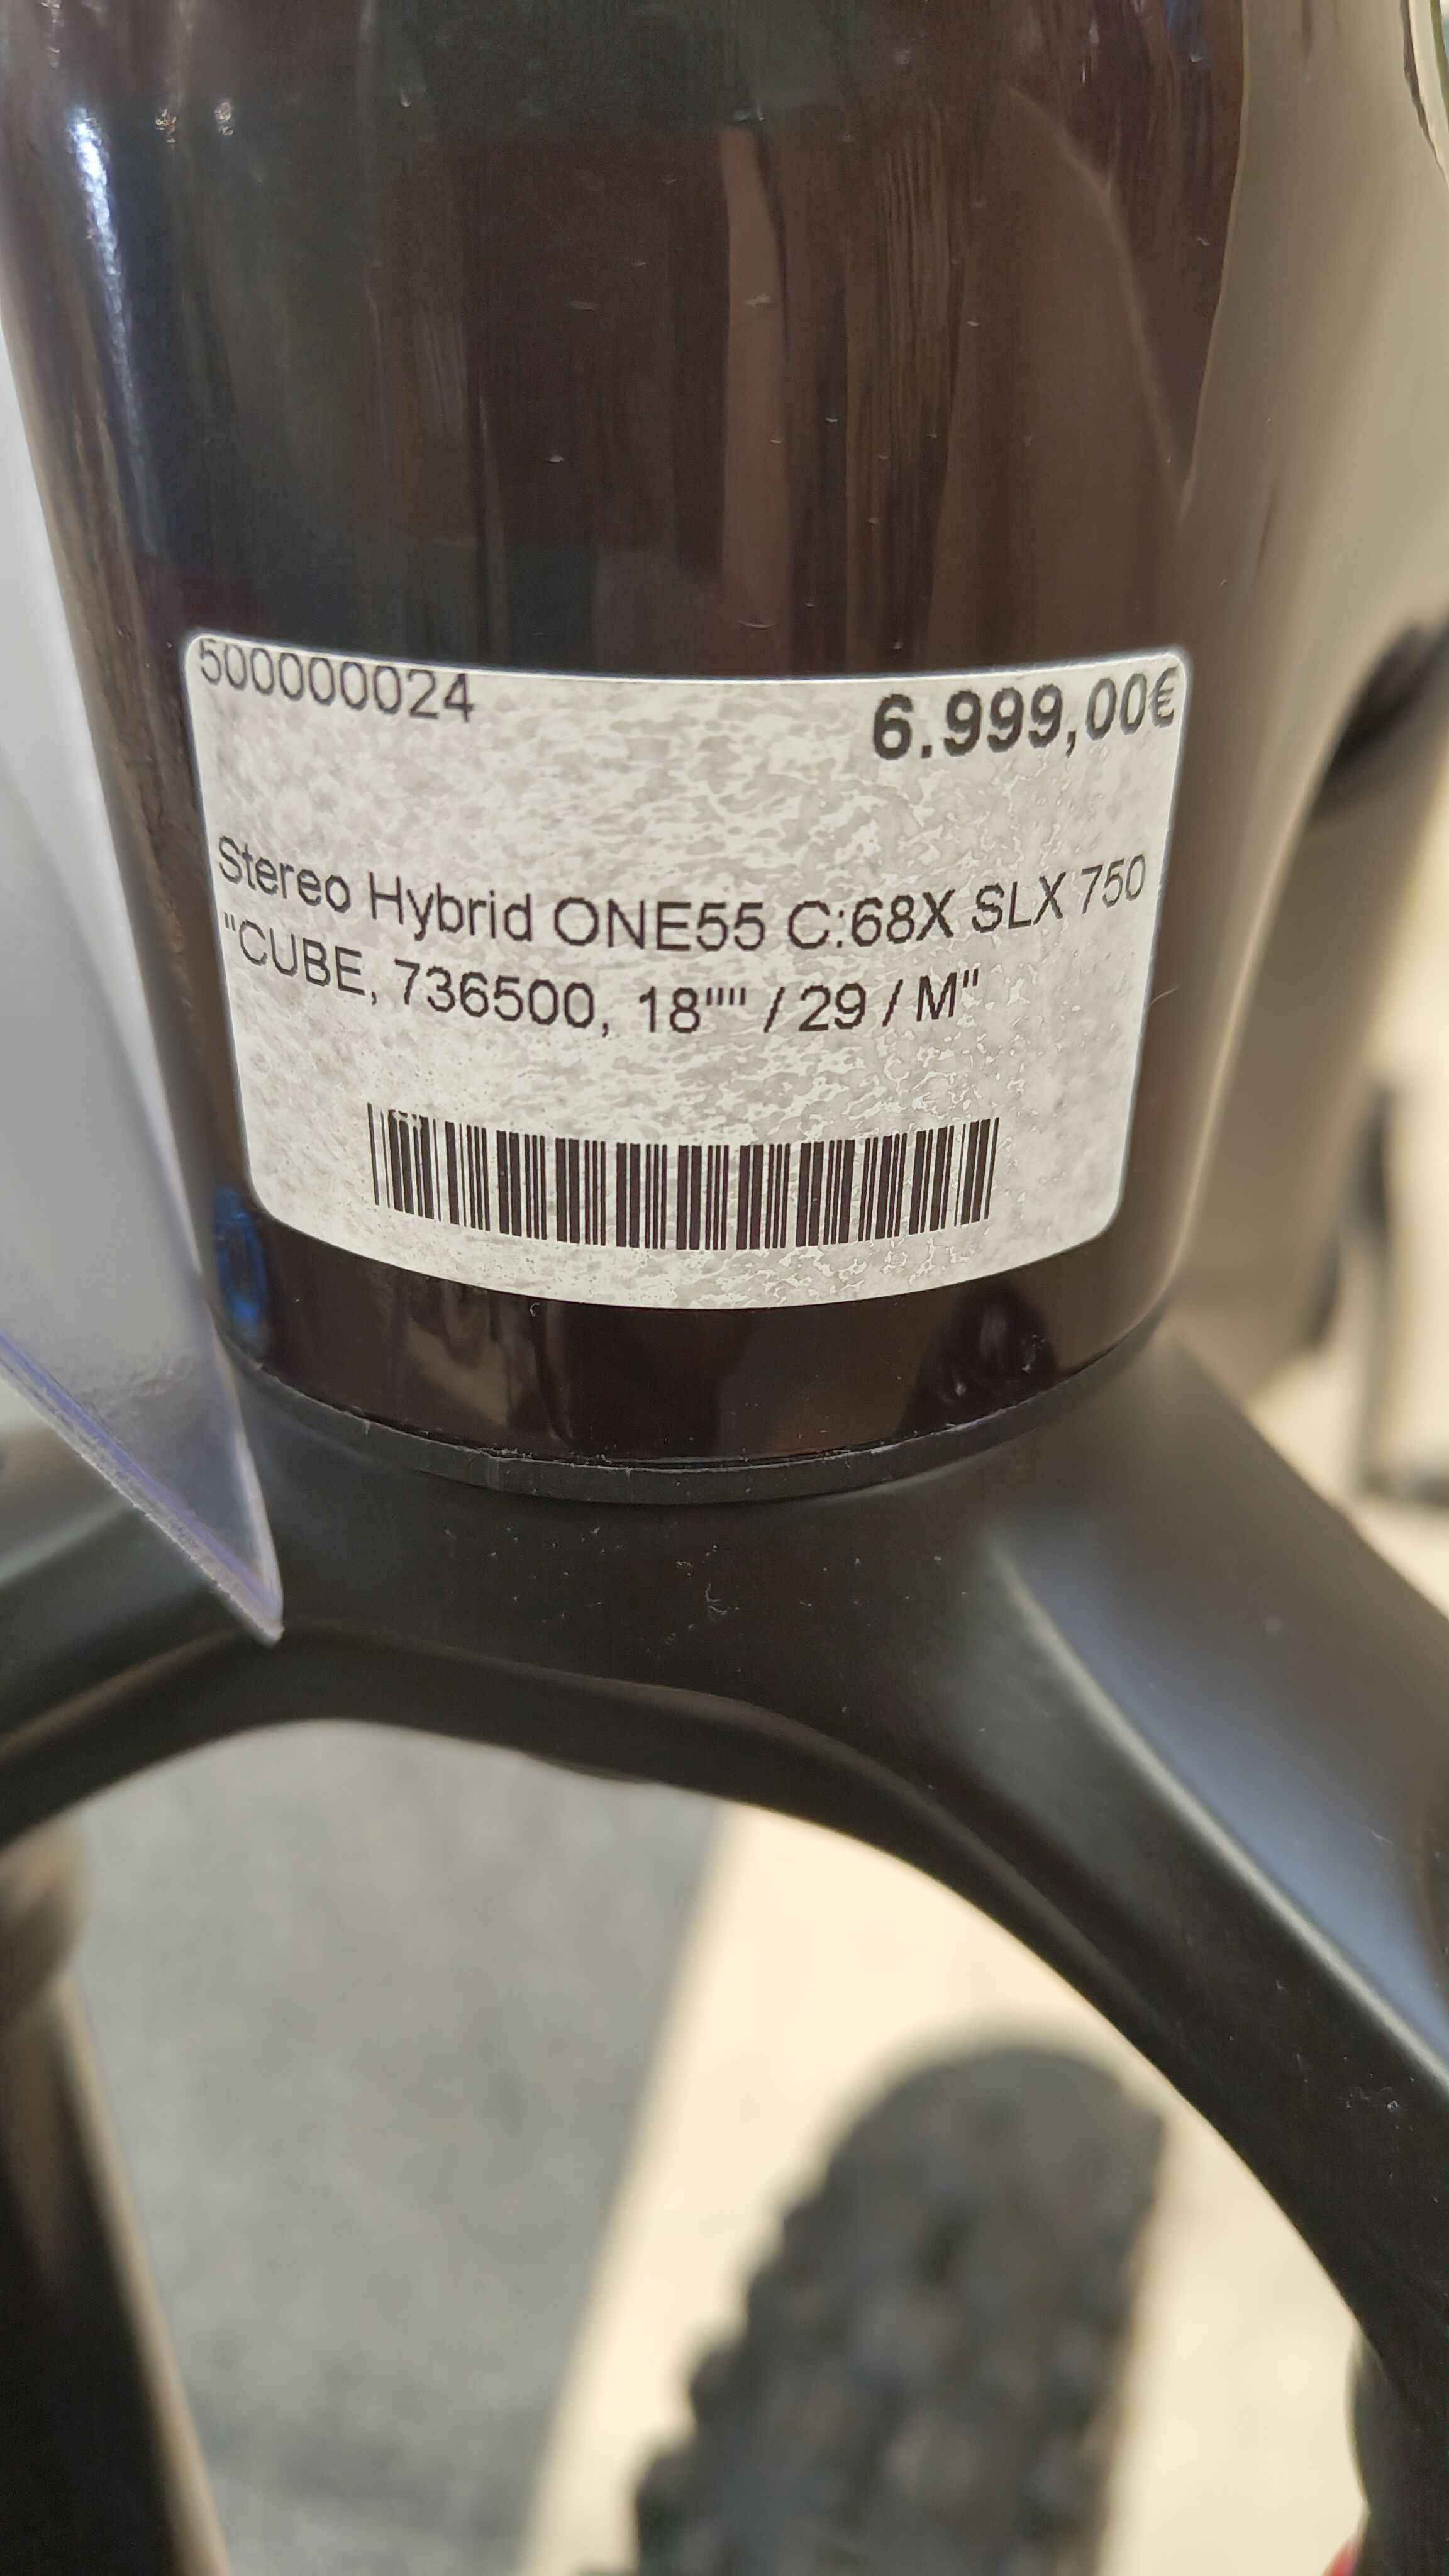 500000024
6.999,00€
Stereo Hybrid ONE55 C:68X SLX 750
"CUBE, 736500, 18"""" / 29 / M"